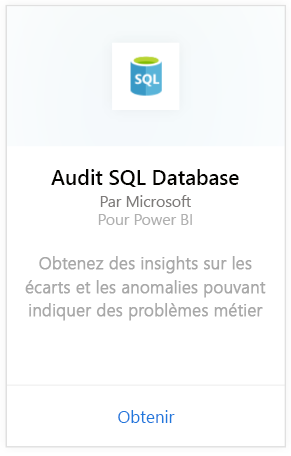 SQL
Audit SQL Database
Par Microsoft
Pour Power BI
Obtenez des insights sur les
écarts et les anomalies pouvant
indiquer des problèmes métier
Obtenir